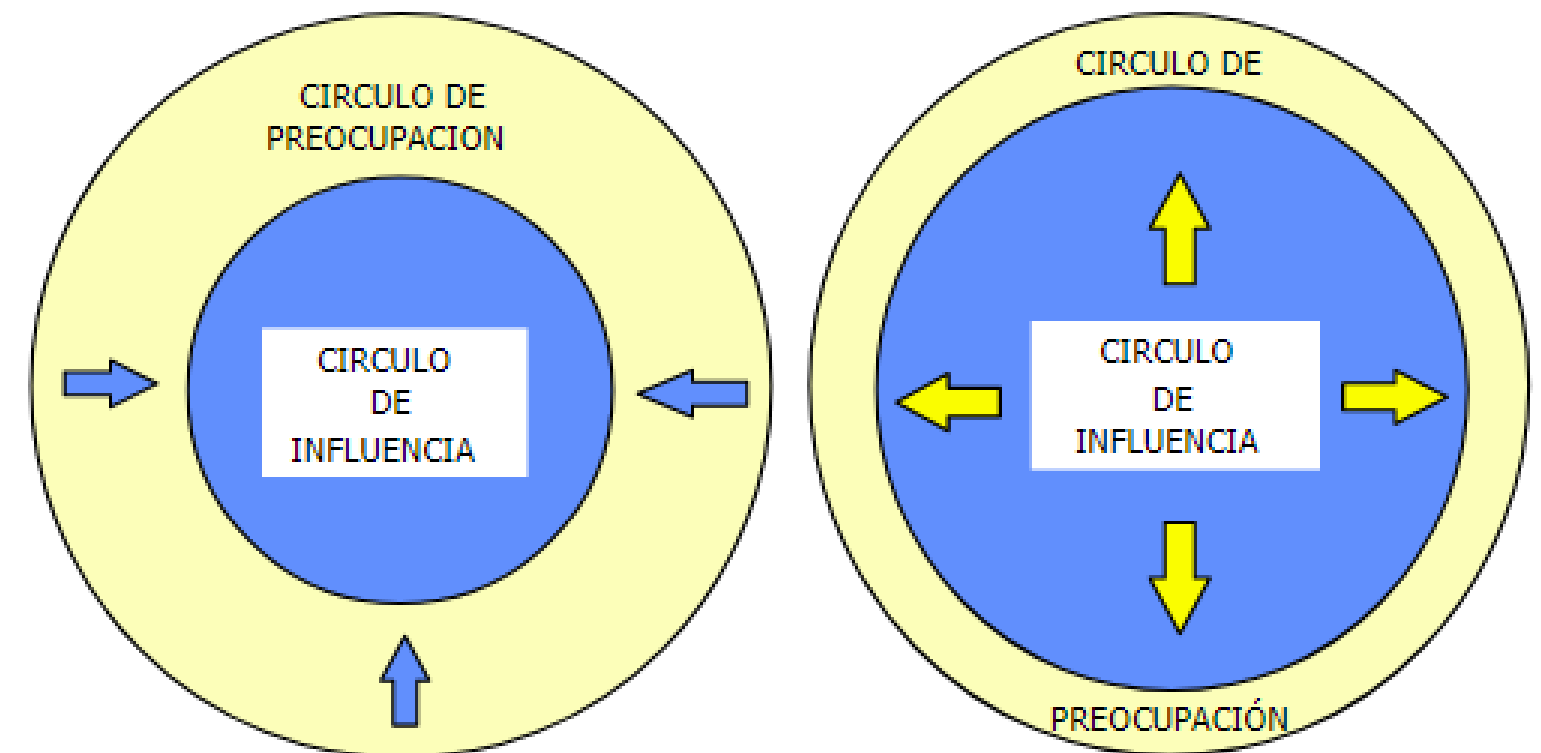 CIRCULO DE
PREOCUPACION
CIRCULO
DE
INFLUENCIA
CIRCULO DE
CIRCULO
DE
INFLUENCIA
PREOCUPACIÓN